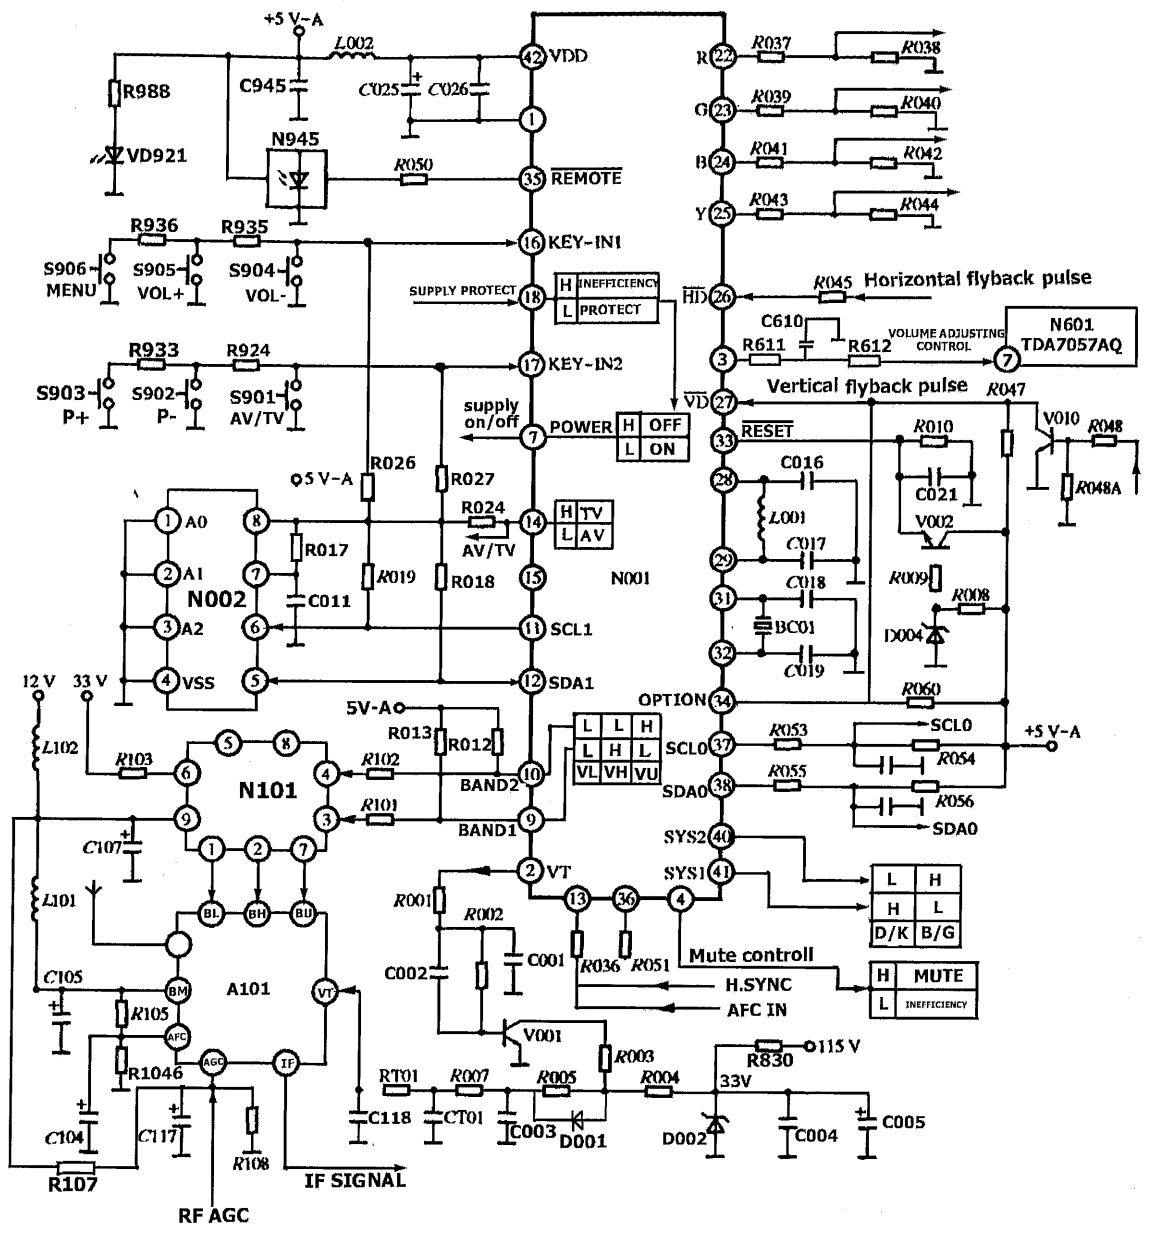 +5 V-A
L002
R988
C945
C025
+
C026
42
VDD
1
N945
VD921
R050
35
REMOTE
R936
R935
16
KEY-IN1
S906
MENU
S905
VOL+
S904
VOL-
SUPPLY PROTECT
18
H
INEFFICIENCY
L
PROTECT
R933
R924
17
KEY-IN2
S903
P+
S902
P-
S901
AV/TV
supply
on/off
7
POWER
H
OFF
L
ON
R026
5 V-A
R027
R024
AV/TV
14
H
TV
L
AV
15
N001
1
A0
8
R017
2
A1
7
N002
C011
R019
R018
3
A2
6
11
SCL1
4
VSS
5
12
SDA1
12 V
33 V
5V-A
R013
R012
L102
R103
6
5
8
4
N101
R102
BAND2
10
L
L
H
L
H
L
VL
VH
VU
9
3
R101
BAND1
9
C107
+
1
2
7
2
VT
L101
BL
BH
BU
R001
R002
C001
C002
C105
+
BM
A101
VT
R105
AFC
R1046
AGC
IF
C104
+
C117
+
R108
C118
R107
RF AGC
IF SIGNAL
V001
R003
RT01
R007
R005
R004
CT01
C003
D001
33V
R830
115 V
D002
C004
+
C005
13
36
4
R036
R051
H.SYNC
AFC IN
Mute controll
H
MUTE
L
INEFFICIENCY
R
22
R037
R038
G
23
R039
R040
B
24
R041
R042
Y
25
R043
R044
HD
26
R045
Horizontal flyback pulse
C610
3
R611
R612
VOLUME ADJUSTING
CONTROL
7
N601
TDA7057AQ
VD
27
Vertical flyback pulse
R047
33
RESET
R010
V010
R048
C021
R048A
28
C016
L001
V002
29
C017
R009
31
C018
R008
BC01
D004
32
C019
OPTION
34
R060
SCL0
37
R053
SCL0
R054
+5 V-A
SDA0
38
R055
R056
SDA0
SYS2
40
SYS1
41
L
H
H
L
D/K
B/G